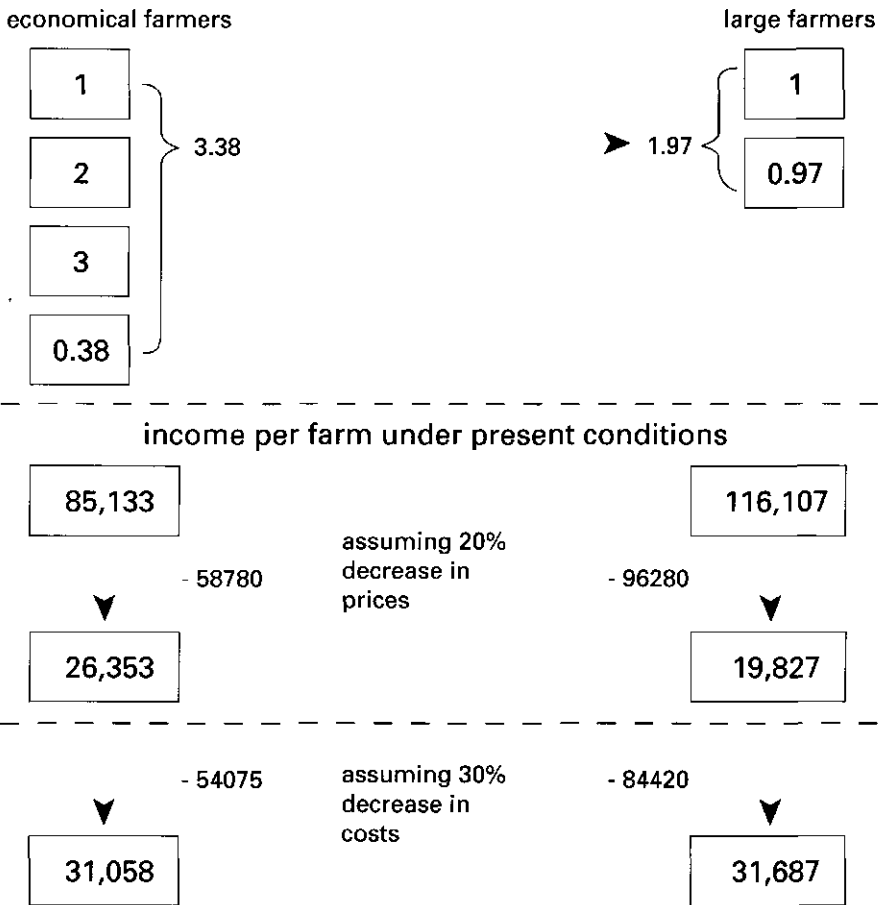 economical farmers
large farmers
1
2
3
0.38
3.38
1.97
1
0.97
income per farm under present conditions
85,133
116,107
- 58780
assuming 20%
decrease in
prices
- 96280
26,353
19,827
- 54075
assuming 30%
decrease in
costs
- 84420
31,058
31,687